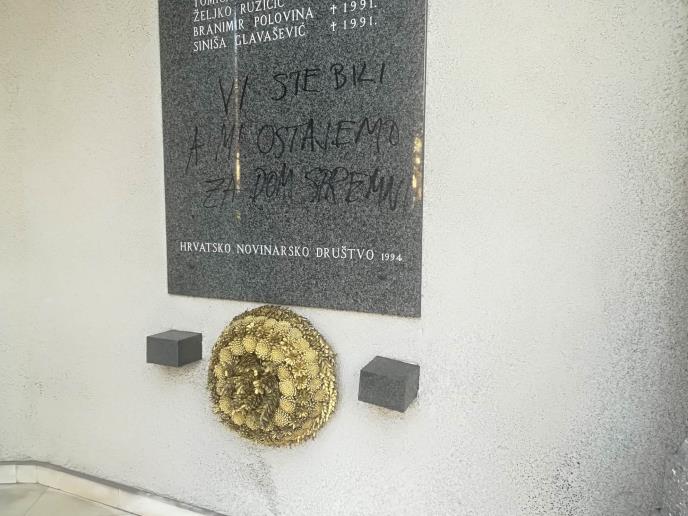 ŽELJKO RUŽIČIĆ ✝1991.
BRANIMIR POLOVINA ✝1991.
SINIŠA GLAVAŠEVIĆ ✝1991.
VI STE BILI
A MI OSTAJEMO
ZA DOM SPREMNI
HRVATSKO NOVINARSKO DRUŠTVO 1994